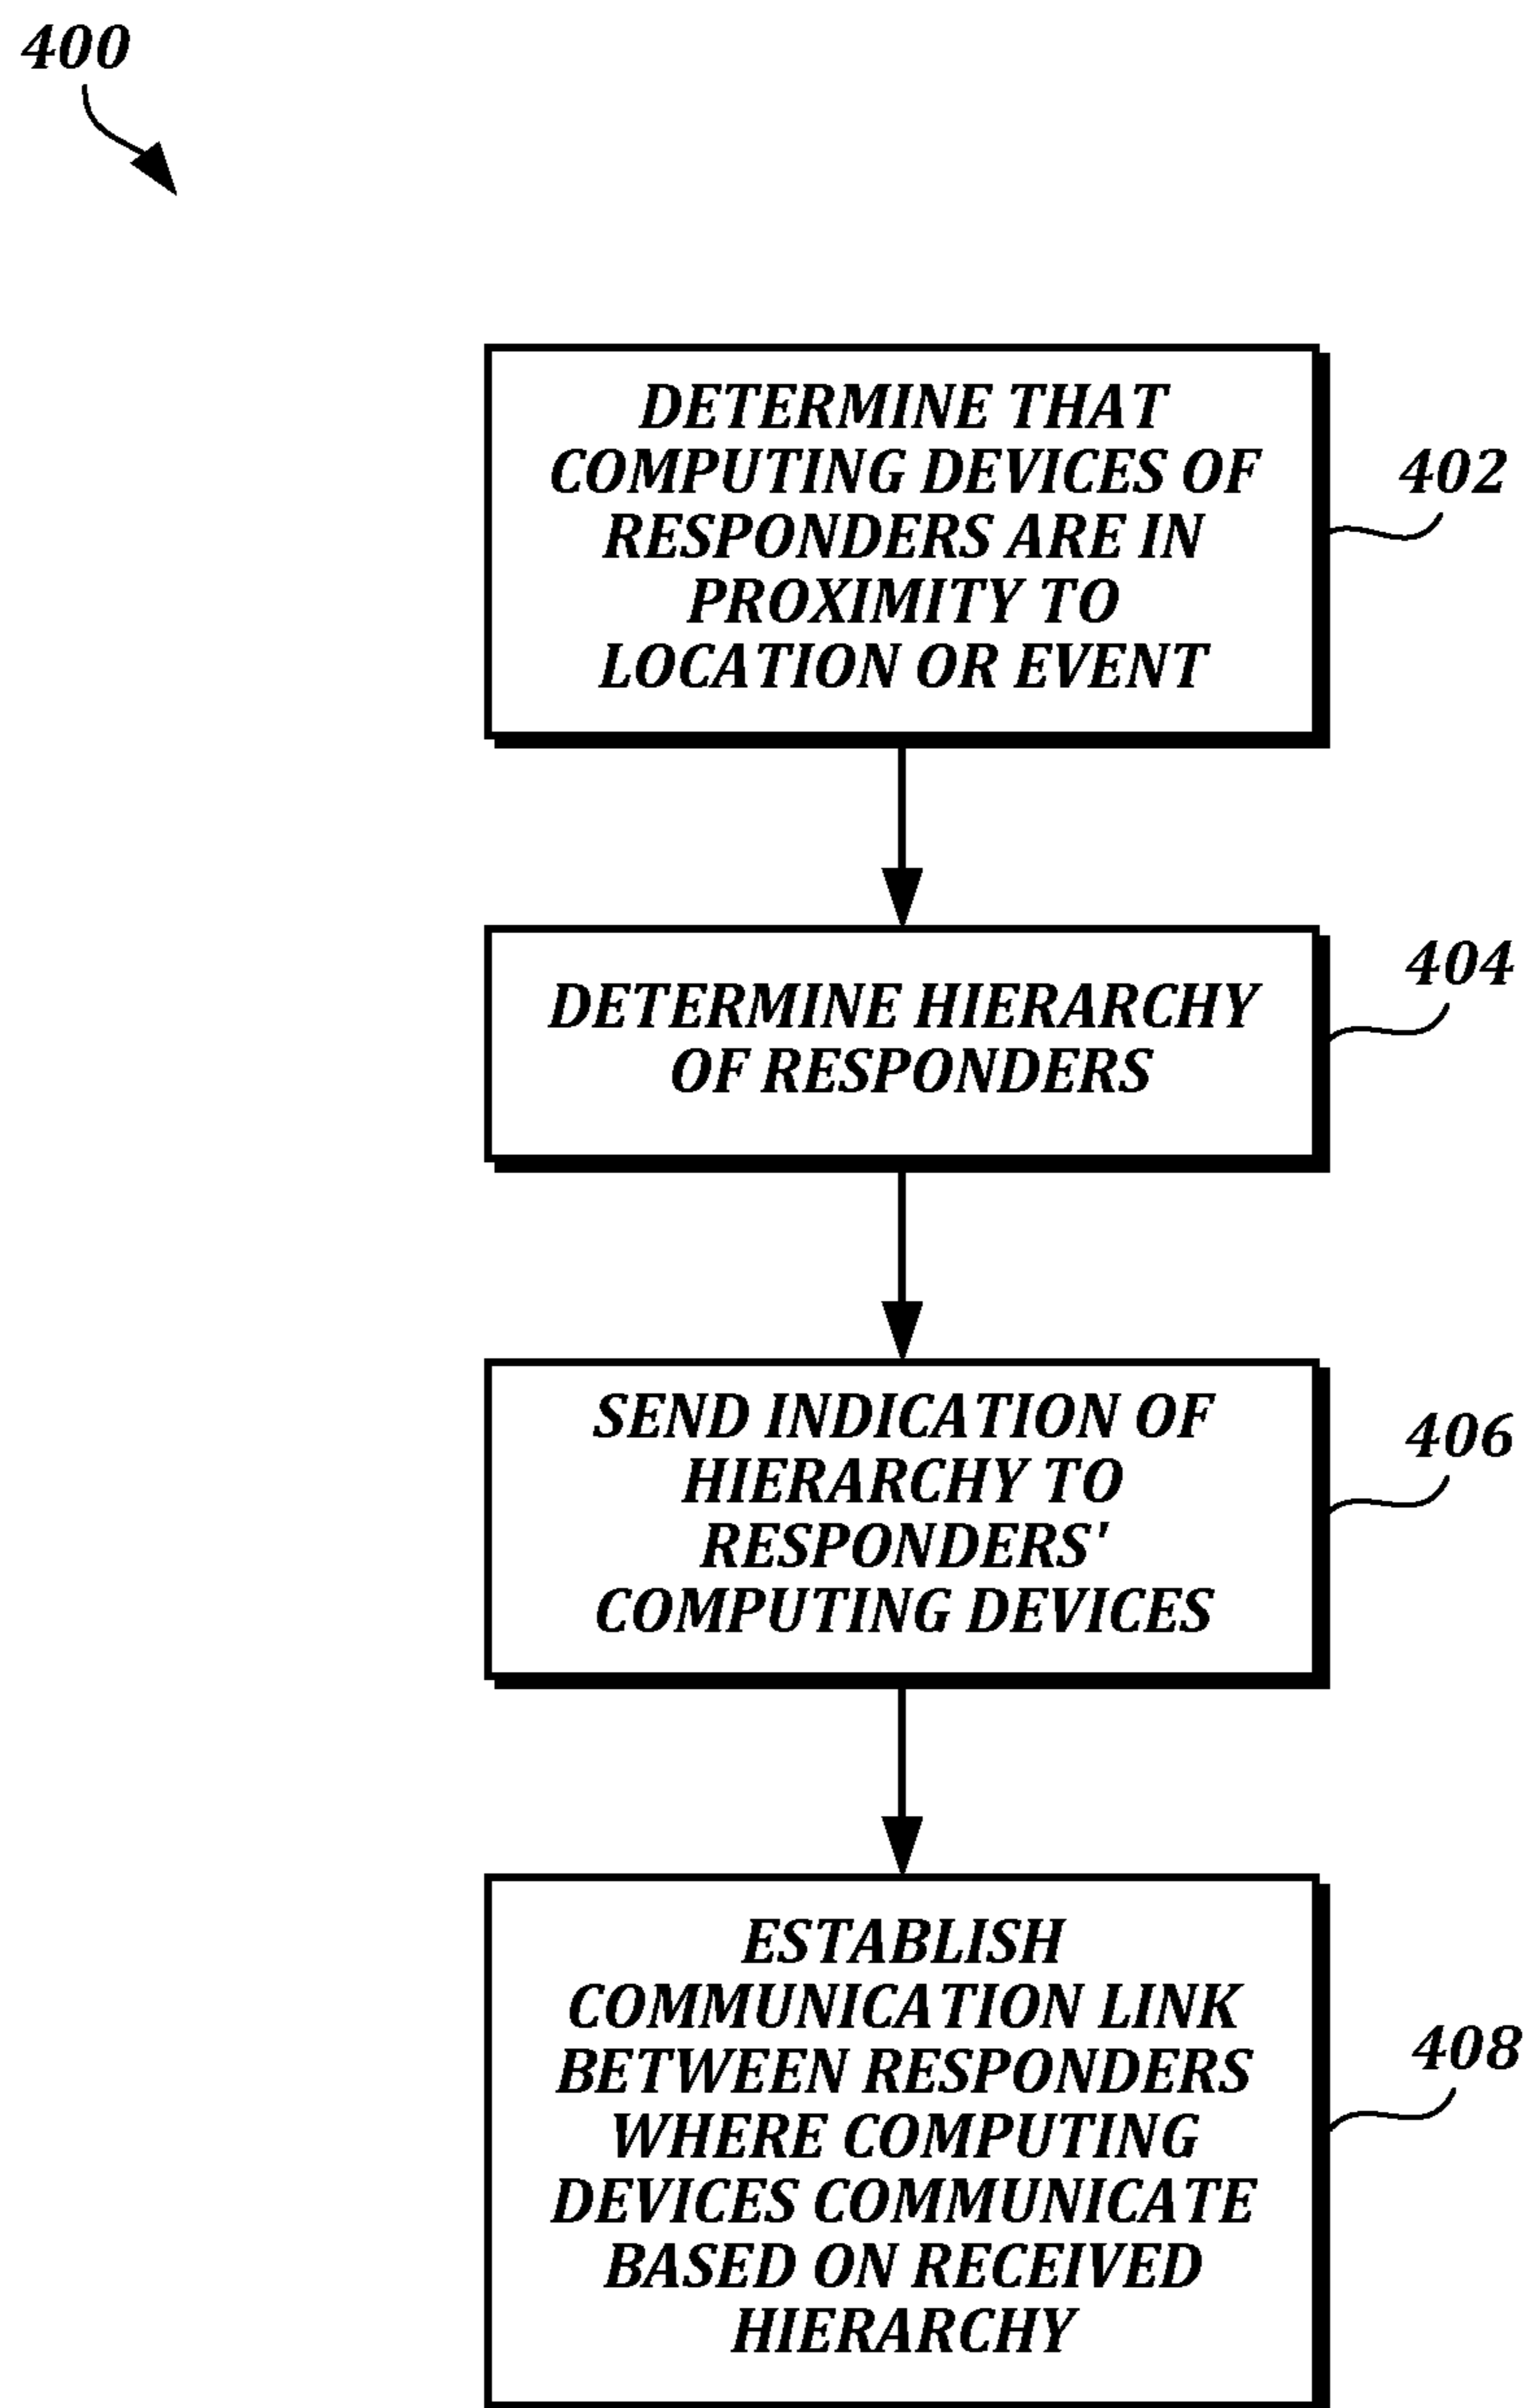 400
DETERMINE THAT
COMPUTING DEVICES OF
RESPONDERS ARE IN
PROXIMITY TO
LOCATION OR EVENT
402
DETERMINE HIERARCHY
OF RESPONDERS
404
SEND INDICATION OF
HIERARCHY TO
RESPONDERS'
COMPUTING DEVICES
406
ESTABLISH
COMMUNICATION LINK
BETWEEN RESPONDERS
WHERE COMPUTING
DEVICES COMMUNICATE
BASED ON RECEIVED
HIERARCHY
408